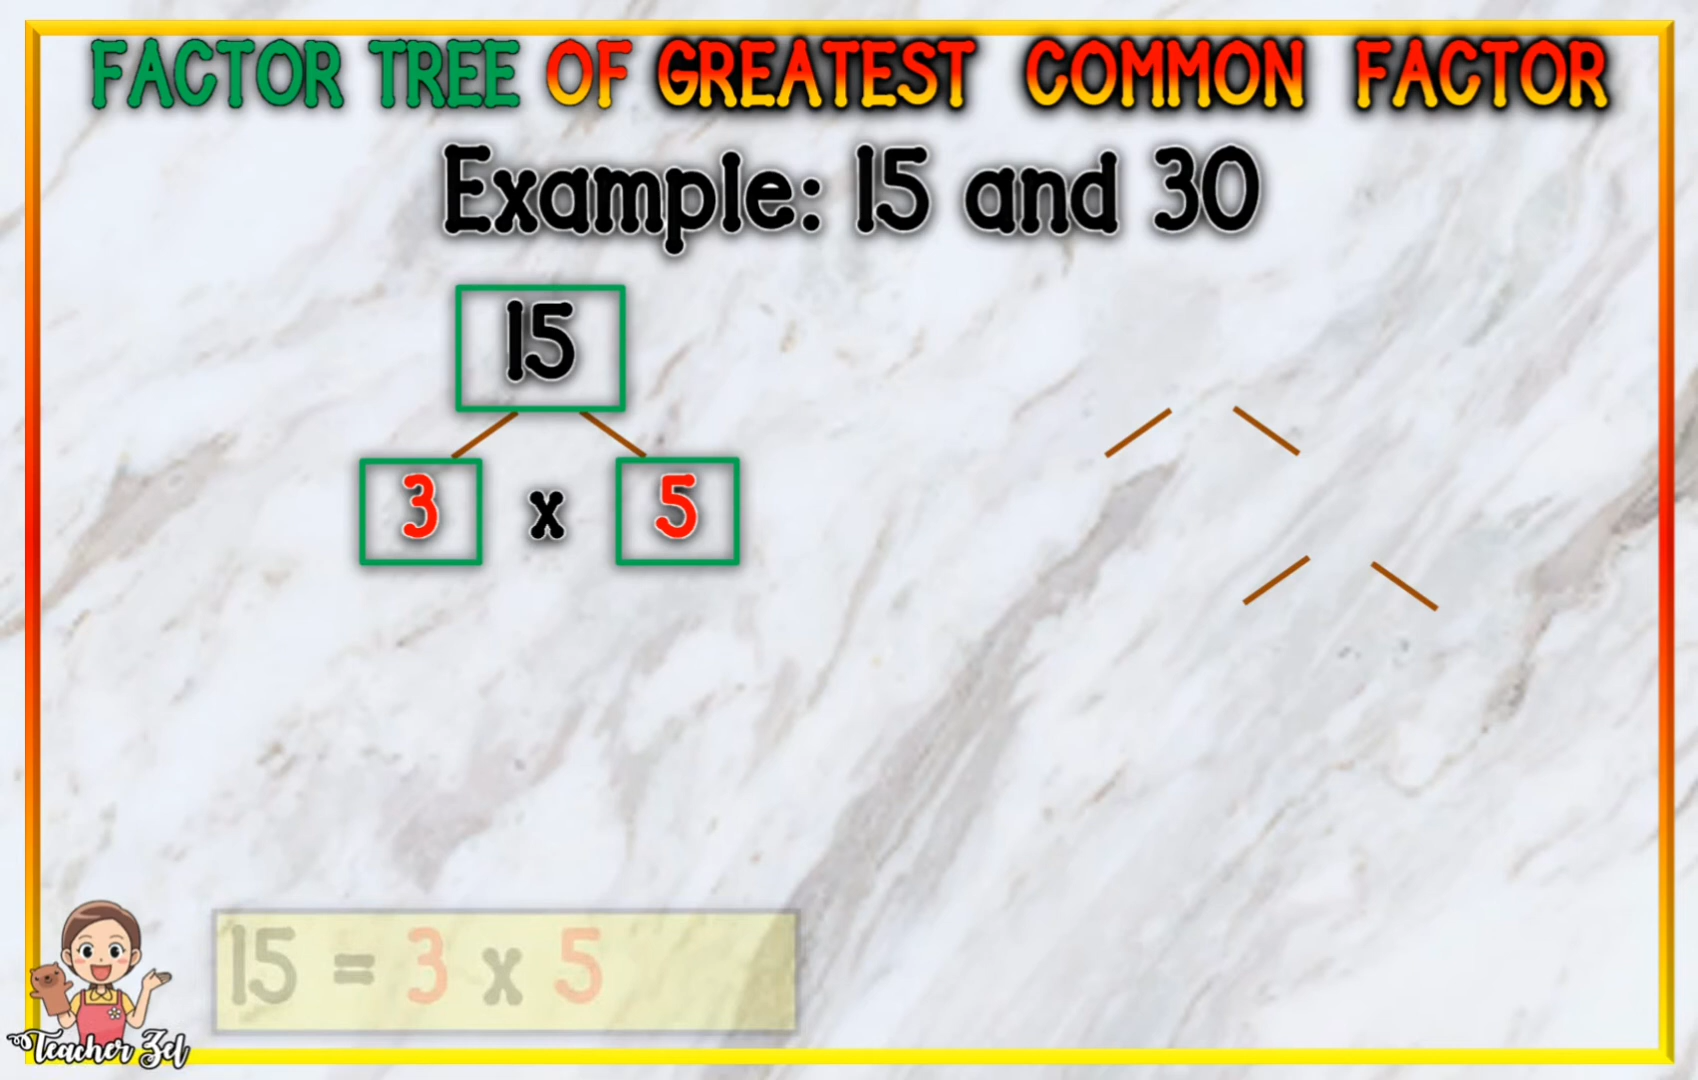 FACTOR TREE OF GREATEST COMMON FACTOR
Example: 15 and 30
15
3 x 5
15 = 3 x 5
Teacher Zel